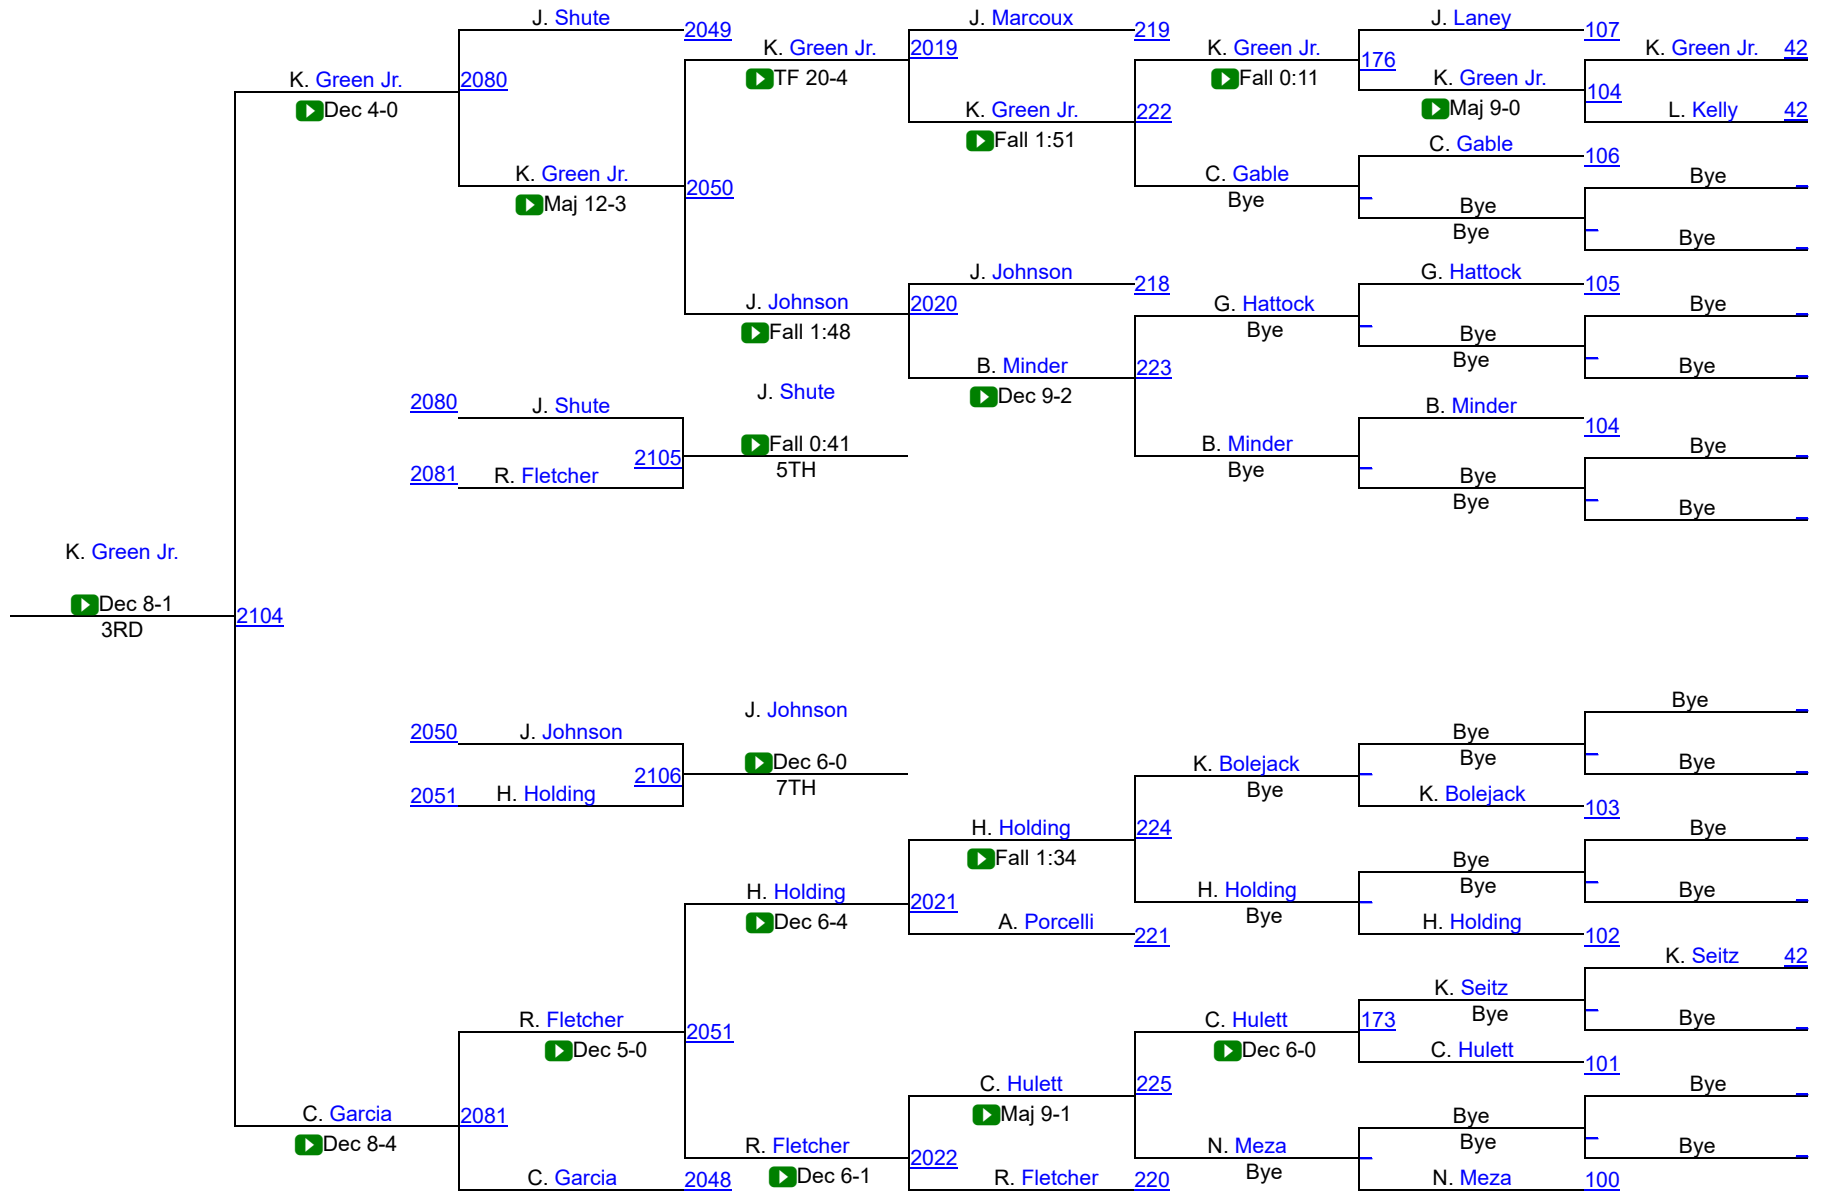 J. Shute
2049
J. Marcoux
219
J. Laney
107
K. Green Jr.
2019
TF 20-4
K. Green Jr.
Fall 0:11
176
K. Green Jr. 42
K. Green Jr.
Maj 9-0
104
L. Kelly 42
K. Green Jr.
Dec 4-0
2080
K. Green Jr.
Fall 1:51
222
C. Gable
106
Bye
K. Green Jr.
Maj 12-3
2050
C. Gable
Bye
Bye
Bye
Bye
J. Johnson
218
G. Hattock
105
J. Johnson
Fall 1:48
2020
G. Hattock
Bye
Bye
Bye
Bye
Bye
B. Minder
Dec 9-2
223
J. Shute
2080 J. Shute
B. Minder
104
Fall 0:41
5TH
2105
2081 R. Fletcher
B. Minder
Bye
Bye
Bye
Bye
Bye
K. Green Jr.
Dec 8-1
3RD
2104
Bye
J. Johnson
2050 J. Johnson
Bye
Bye
Dec 6-0
7TH
2106
K. Bolejack
Bye
Bye
2051 H. Holding
K. Bolejack
103
H. Holding
Fall 1:34
224
Bye
Bye
Bye
H. Holding
Dec 6-4
2021
H. Holding
Bye
Bye
A. Porcelli
221
H. Holding
102
K. Seitz 42
K. Seitz
Bye
R. Fletcher
Dec 5-0
2051
C. Hulett
Dec 6-0
173
Bye
C. Hulett
101
C. Hulett
Maj 9-1
225
Bye
C. Garcia
Dec 8-4
2081
Bye
Bye
R. Fletcher
Dec 6-1
2022
N. Meza
Bye
Bye
C. Garcia
2048
R. Fletcher
220
N. Meza
100